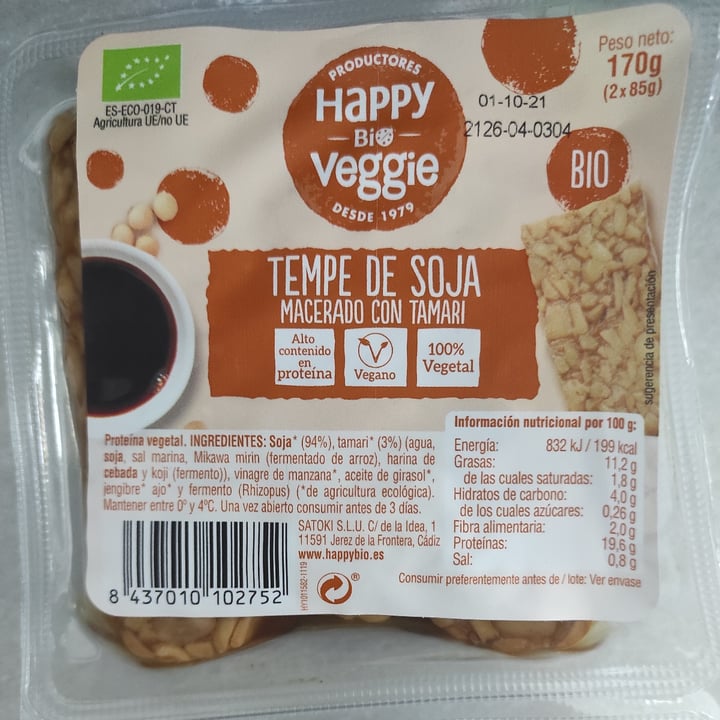 ES-ECO-019-CT
Agricultura UE/no UE
PRODUCTORES
HaPPY
BiO
veggie
DESDE 1979
01-10-21
2126-04-0304
Peso neto:
170g
(2x85g)
BIO
TEMPE DE SOJA
MACERADO CON TAMARI
Alto
contenido
en
proteína
V
Vegano
100%
Vegetal
sugerencia de presentación
Proteína vegetal. INGREDIENTES: Soja* (94%), tamari* (3%) (agua,
soja, sal marina, Mikawa mirin (fermentado de arroz), harina de
cebada y koji (fermento)), vinagre de manzana*, aceite de girasol*,
jengibre* ajo* y fermento (Rhizopus) (*de agricultura ecológica).
Mantener entre 0º y 4ºC. Una vez abierto consumir antes de 3 días.
SATOKI S.L.U. C/ de la Idea, 1
11591 Jerez de la Frontera, Cádiz
www.happybio.es
8 437010 102752
HY1011582-1119
®
Información nutricional por 100 g:
Energía: 832 kJ / 199 kcal
Grasas: 11,2 g
de las cuales saturadas: 1,8 g
Hidratos de carbono: 4,0 g
de los cuales azúcares: 0,26 g
Fibra alimentaria: 2,0 g
Proteínas: 19,6 g
Sal: 0,8 g
Consumir preferentemente antes de / lote: Ver envase